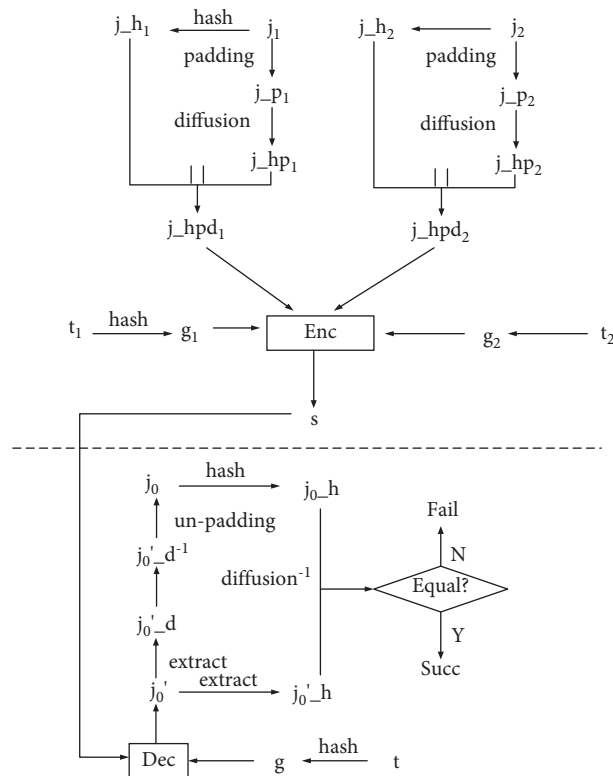 j_h₁ hash j₁ j_h₂ j₂
padding padding
j_p₁ j_p₂
diffusion diffusion
j_hp₁ j_hp₂
| | | |
j_hpd₁ j_hpd₂
t₁ hash g₁ Enc g₂ t₂
s
j₀ hash j₀_h
Fail
un-padding
N
j₀'_d⁻¹ diffusion⁻¹ Equal?
j₀'_d Y
extract Succ
j₀' extract j₀'_h
Dec g hash t